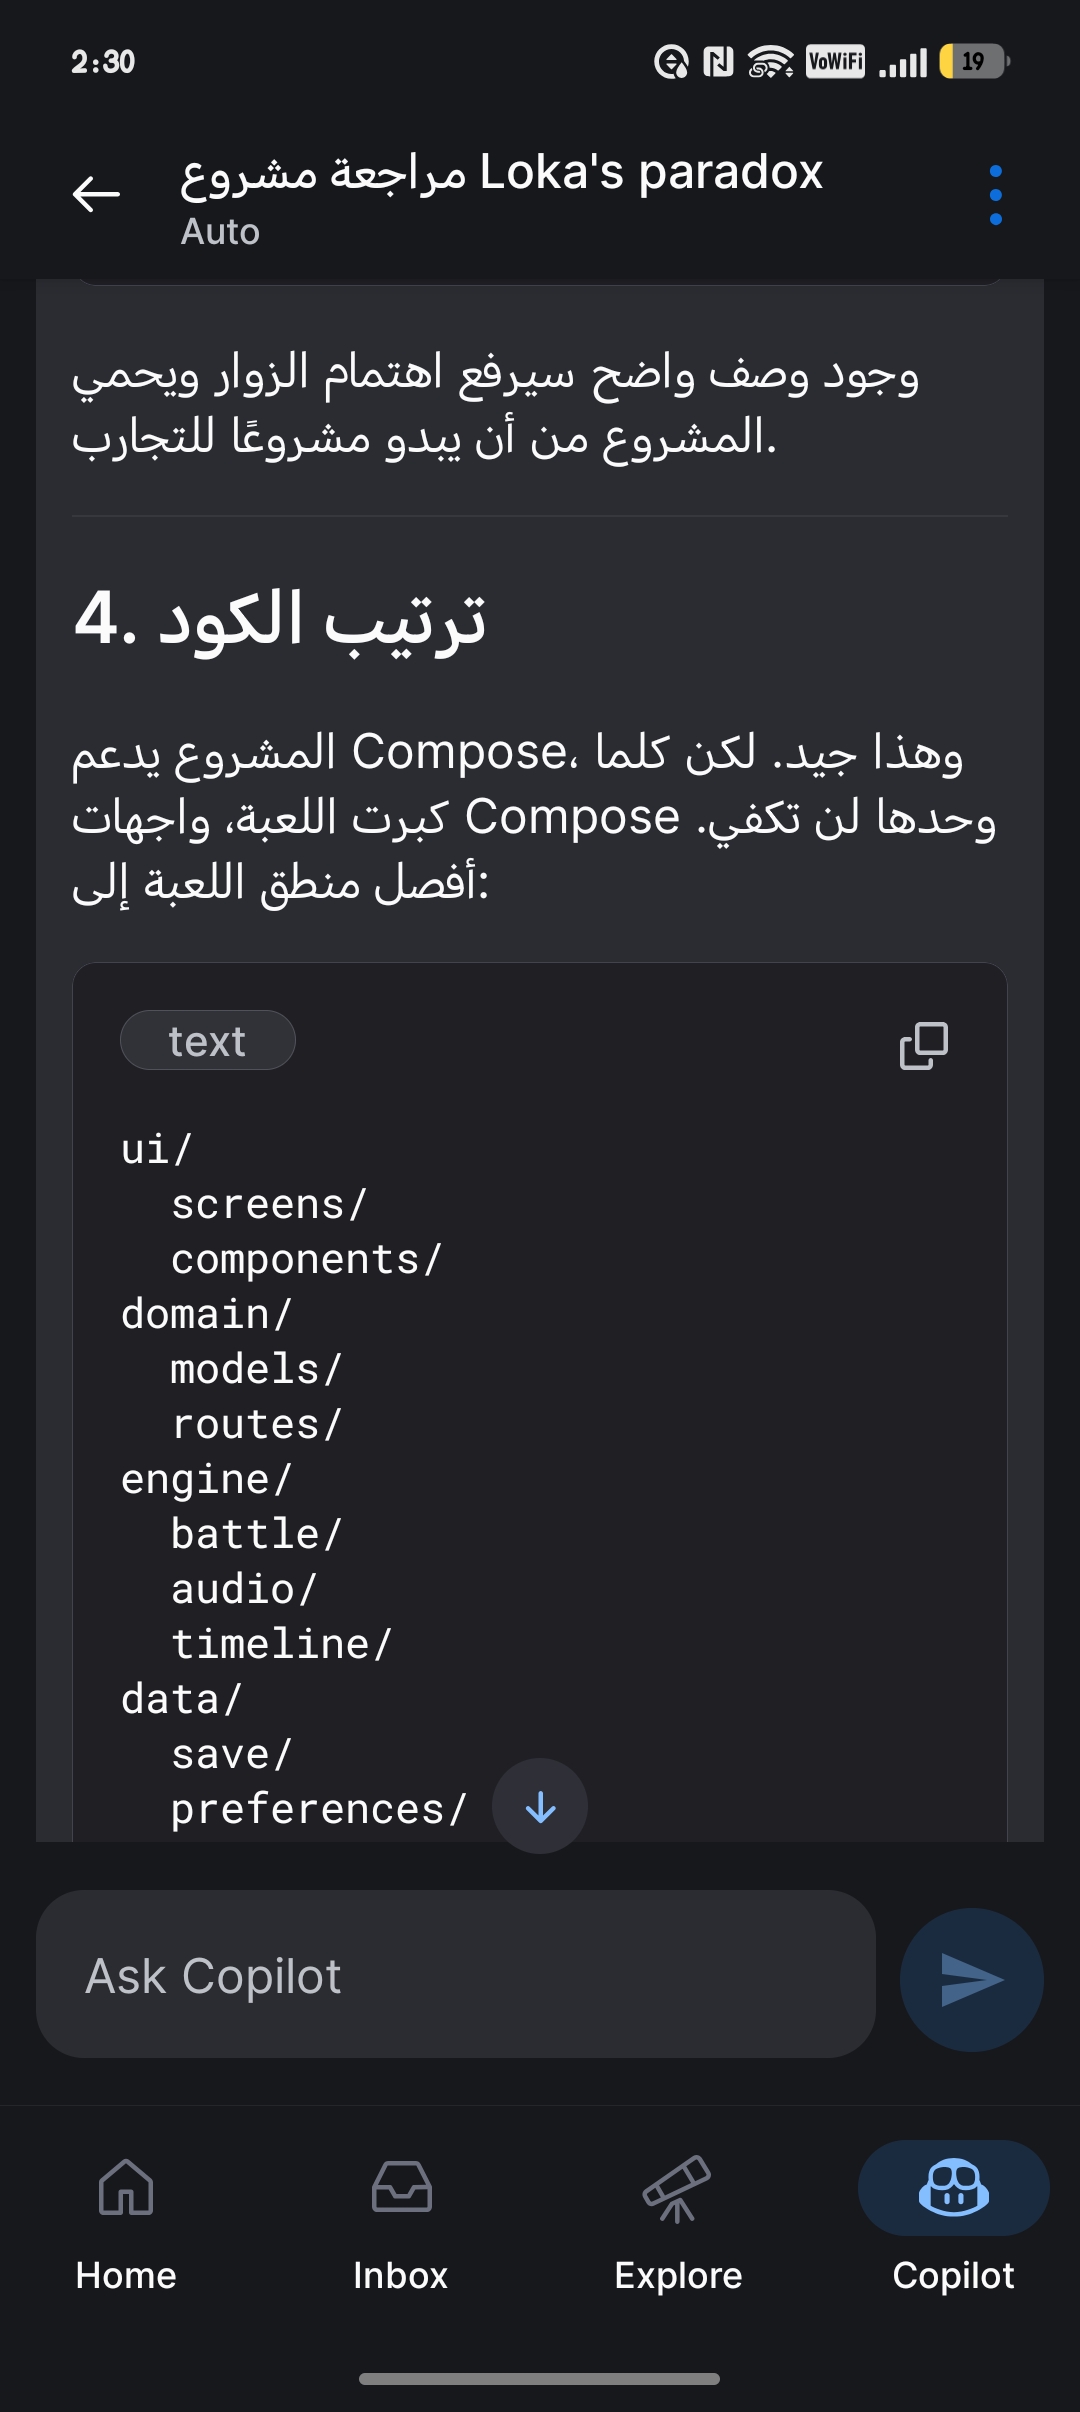 2:30
VoWiFi
19
مراجعة مشروع Loka's paradox
Auto
وجود وصف واضح سيرفع اهتمام الزوار ويحمي
المشروع من أن يبدو مشروعًا للتجارب.
4. ترتيب الكود
المشروع يدعم Compose، وهذا جيد. لكن كلما
كبرت اللعبة، واجهات Compose وحدها لن تكفي.
أفصل منطق اللعبة إلى:
text
ui/
screens/
components/
domain/
models/
routes/
engine/
battle/
audio/
timeline/
data/
save/
preferences/
Ask Copilot
Home
Inbox
Explore
Copilot